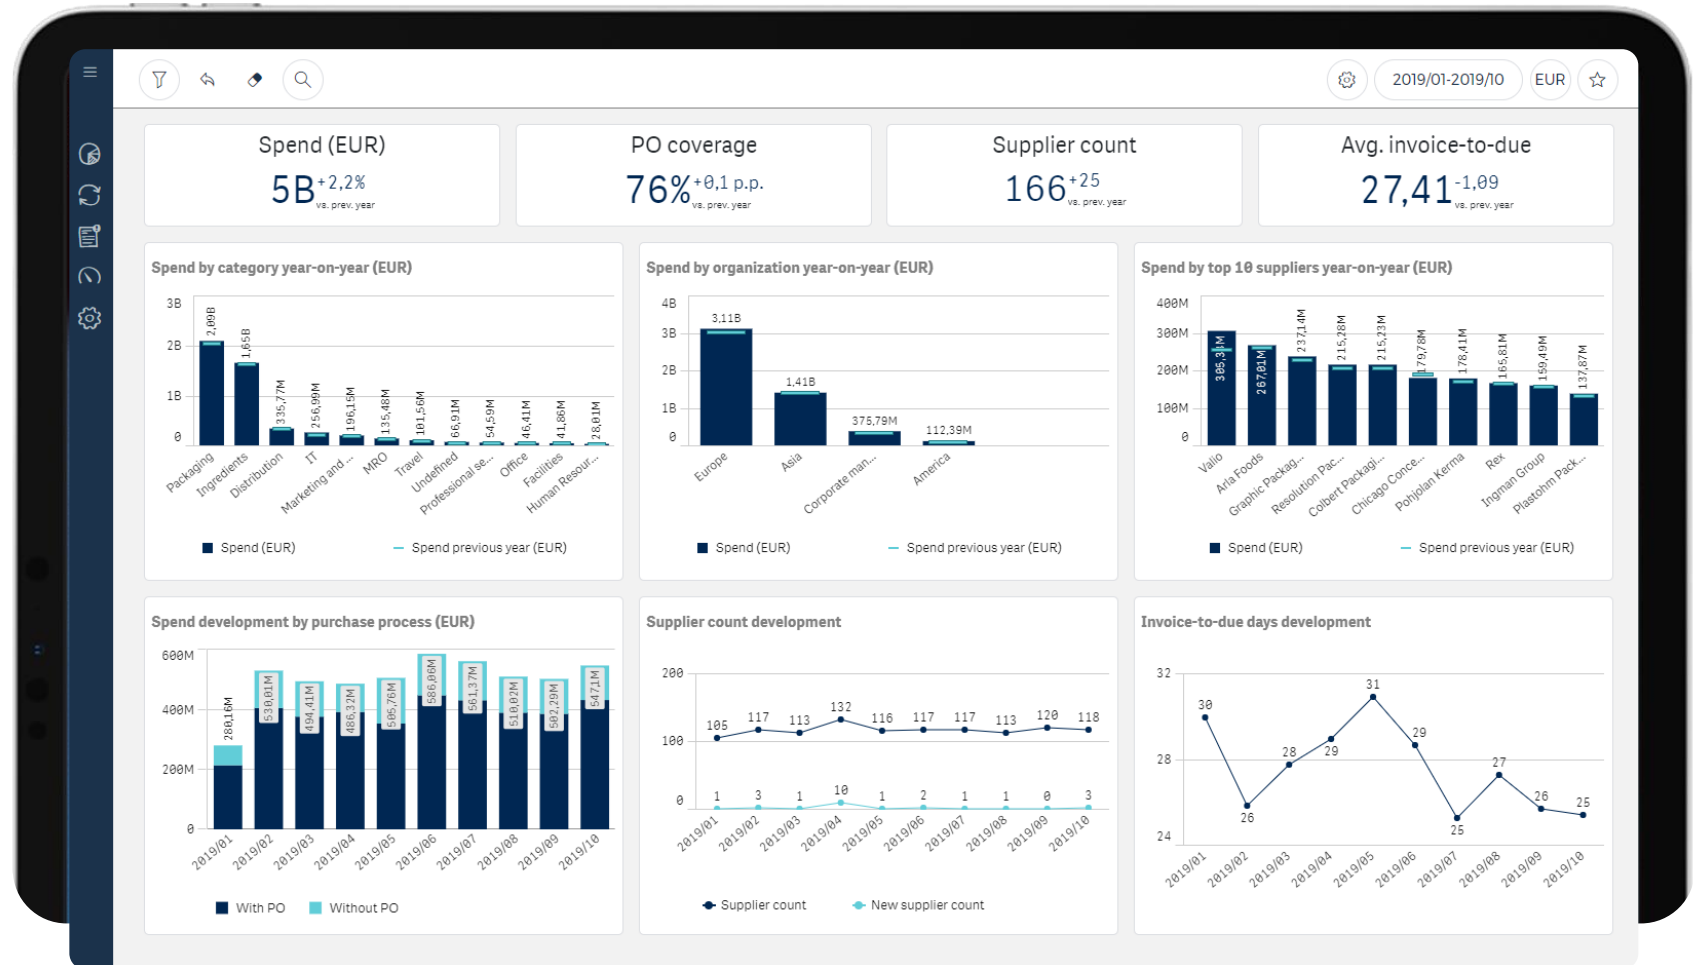 2019/01-2019/10
EUR
Spend (EUR)
5B +2,2%
vs. prev. year
PO coverage
76% +0,1 p.p.
vs. prev. year
Supplier count
166 +25
vs. prev. year
Avg. invoice-to-due
27,41 -1,09
vs. prev. year
Spend by category year-on-year (EUR)
3B
2B
1B
0
2,09B
1,65B
335,77M
256,99M
196,15M
135,48M
101,56M
66,91M
54,59M
46,41M
41,86M
28,01M
Packaging
Ingredients
Distribution
IT
Marketing and ...
MRO
Travel
Undefined
Professional se...
Office
Facilities
Human Resour...
Spend (EUR)
Spend previous year (EUR)
Spend by organization year-on-year (EUR)
4B
3B
2B
1B
0
3,11B
1,41B
375,79M
112,39M
Europe
Asia
Corporate man...
America
Spend (EUR)
Spend previous year (EUR)
Spend by top 10 suppliers year-on-year (EUR)
400M
300M
200M
100M
0
267,01M
237,14M
215,28M
215,23M
179,78M
178,41M
165,81M
159,49M
137,87M
Valio
Arla Foods
Graphic Packag...
Resolution Pac...
Colbert Packagi...
Chicago Conce...
Pohjolan Kerma
Rex
Ingman Group
Plastohm Pack...
Spend (EUR)
Spend previous year (EUR)
Spend development by purchase process (EUR)
600M
400M
200M
0
280,16M
530,01M
494,41M
486,32M
505,76M
586,06M
561,37M
510,02M
502,29M
547,1M
2019/01
2019/02
2019/03
2019/04
2019/05
2019/06
2019/07
2019/08
2019/09
2019/10
With PO
Without PO
Supplier count development
200
100
0
105
117
113
132
116
117
117
113
120
118
1
3
1
10
1
2
1
1
0
3
2019/01
2019/02
2019/03
2019/04
2019/05
2019/06
2019/07
2019/08
2019/09
2019/10
Supplier count
New supplier count
Invoice-to-due days development
32
28
24
30
26
28
29
31
29
25
27
26
25
2019/01
2019/02
2019/03
2019/04
2019/05
2019/06
2019/07
2019/08
2019/09
2019/10